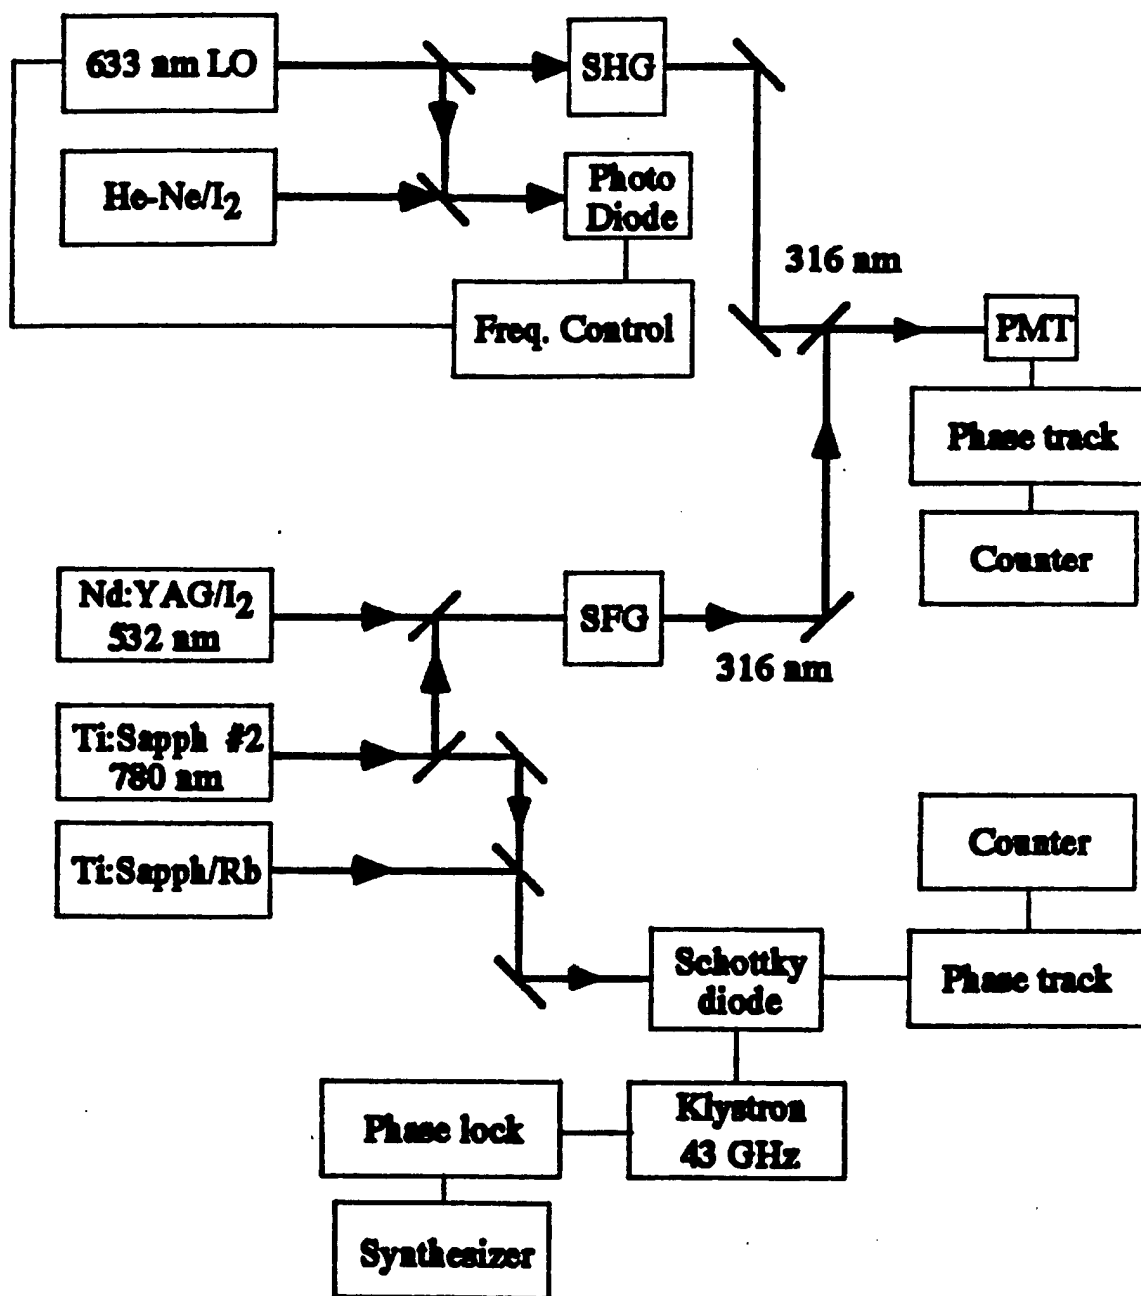 633 nm LO
SHG
He-Ne/I2
Photo
Diode
316 nm
Freq. Control
PMT
Phase track
Counter
Nd:YAG/I2
532 nm
SFG
316 nm
Ti:Sapph #2
780 nm
Ti:Sapph/Rb
Counter
Schottky
diode
Phase track
Klystron
43 GHz
Phase lock
Synthesizer